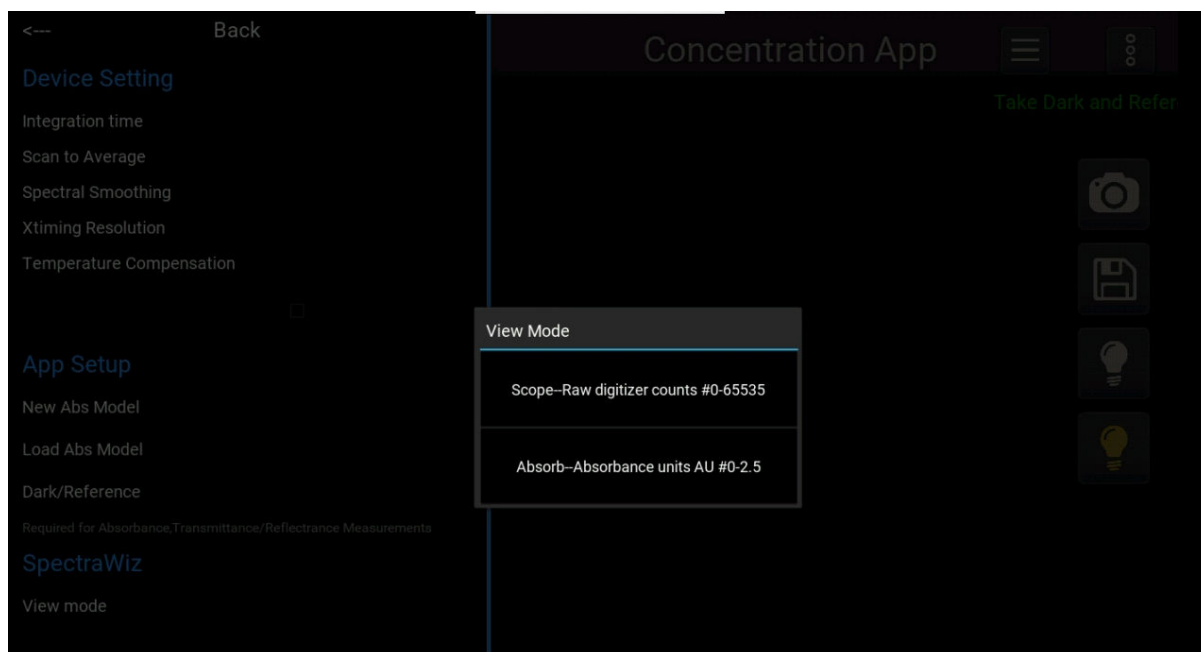 <--- Back
Device Setting
Integration time
Scan to Average
Spectral Smoothing
Xtiming Resolution
Temperature Compensation
App Setup
New Abs Model
Load Abs Model
Dark/Reference
Required for Absorbance,Transmittance/Reflectrance Measurements
SpectraWiz
View mode
Concentration App
Take Dark and Refer
View Mode
Scope--Raw digitizer counts #0-65535
Absorb--Absorbance units AU #0-2.5